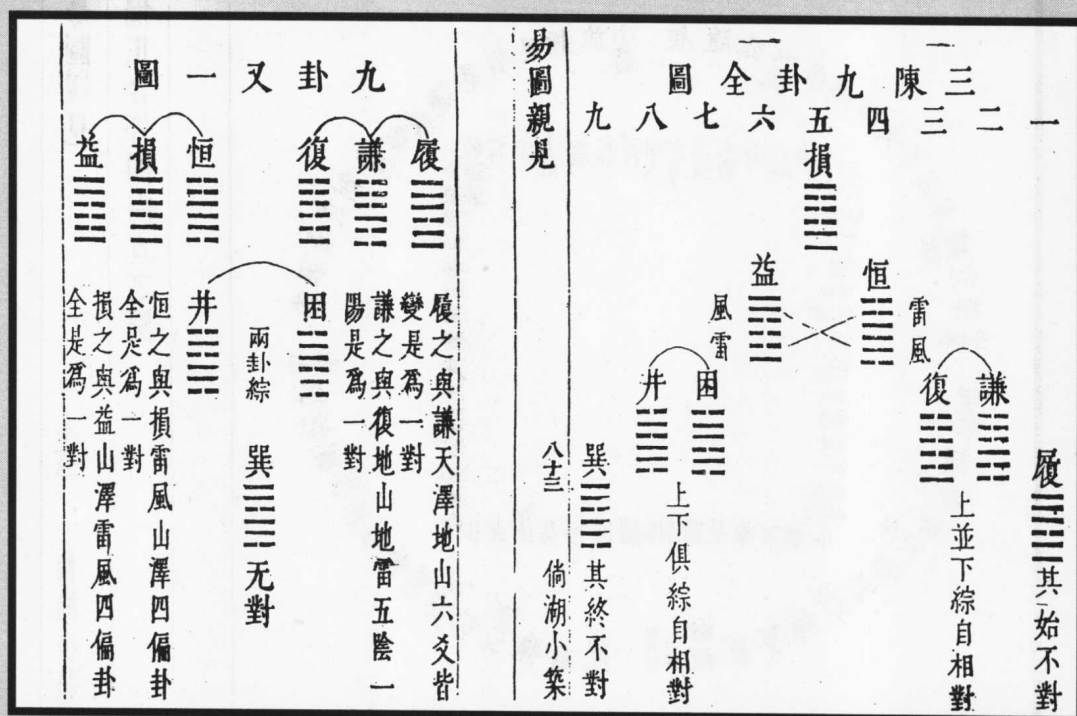 三陳九卦全圖
一
二
三
四
五
六
七
八
九
履
其始不對
謙
復
上並下綜自相對
雷風
恒
損
益
風雷
困
井
上下俱綜自相對
巽
其終不對
易圖親見
八十三
倘湖小築
九卦又一圖
履
謙
復
履之與謙天澤地山六爻皆
變是爲一對
謙之與復地山地雷五陰一
陽是爲一對
困
兩卦綜
井
巽
无對
恒
損
益
恒之與損雷風山澤四偏卦
全是爲一對
損之與益山澤雷風四偏卦
全是爲一對